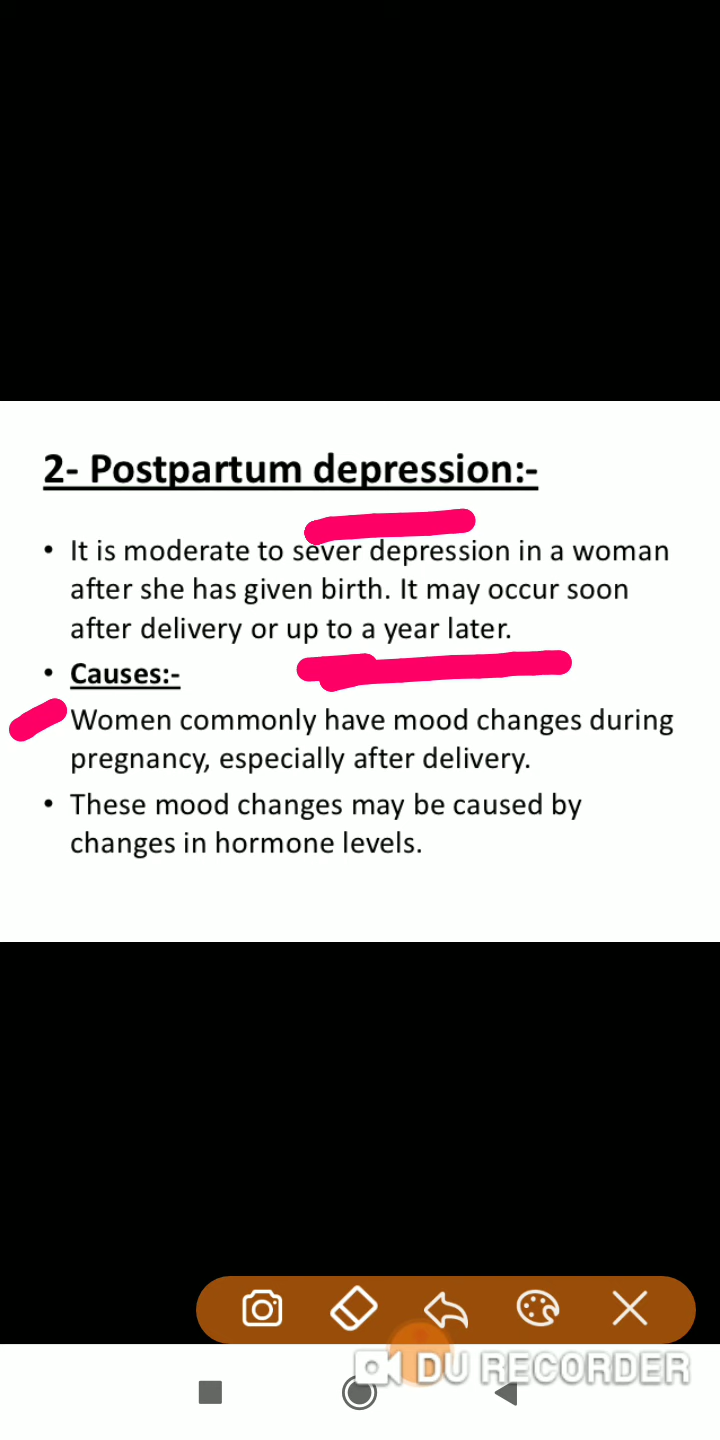 2- Postpartum depression:-
• It is moderate to sever depression in a woman
after she has given birth. It may occur soon
after delivery or up to a year later.
• Causes:-
Women commonly have mood changes during
pregnancy, especially after delivery.
• These mood changes may be caused by
changes in hormone levels.
DU RECORDER